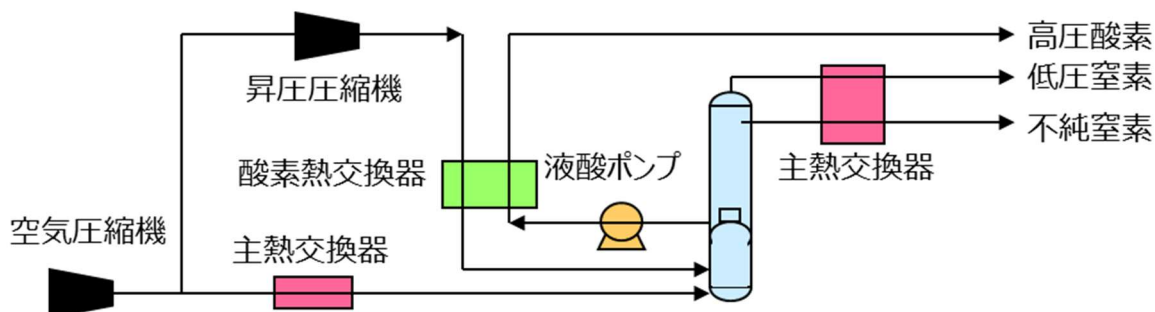 高圧酸素
低圧窒素
昇圧圧縮機
不純窒素
酸素熱交換器
液酸ポンプ
主熱交換器
空気圧縮機
主熱交換器